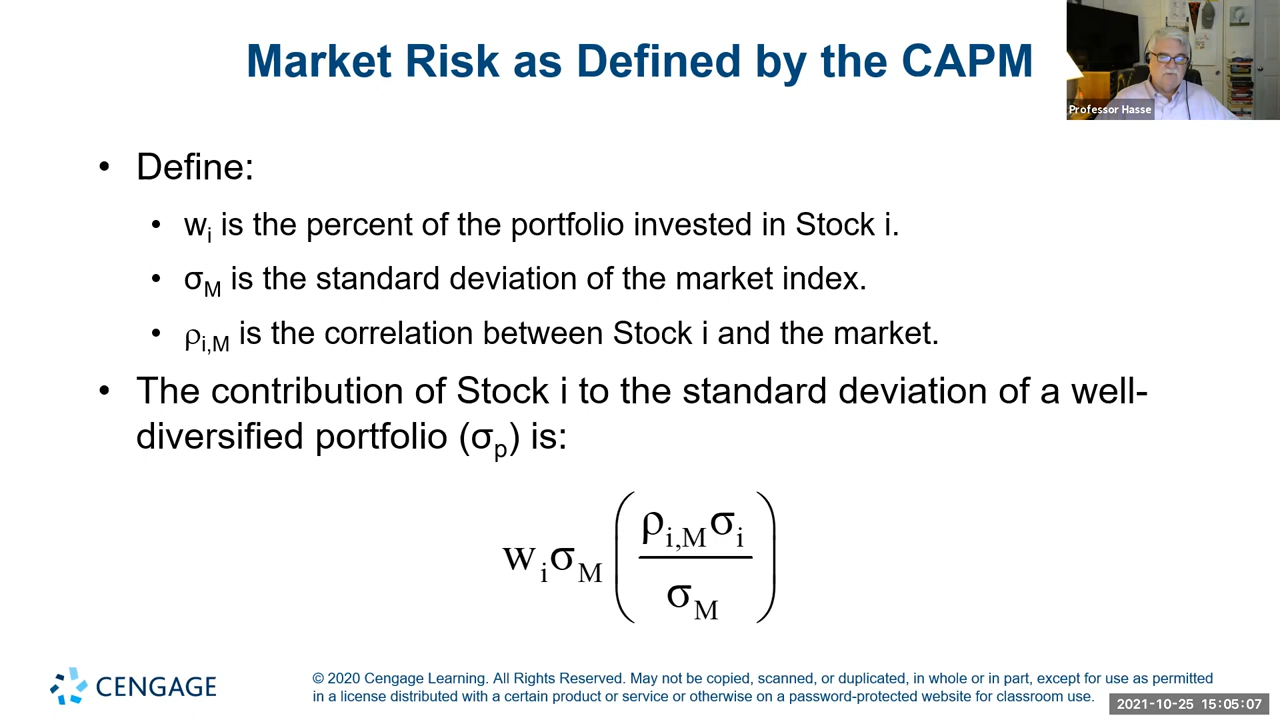 Market Risk as Defined by the CAPM
Professor Hasse
• Define:
• wi is the percent of the portfolio invested in Stock i.
• σM is the standard deviation of the market index.
• ρi,M is the correlation between Stock i and the market.
• The contribution of Stock i to the standard deviation of a well-
diversified portfolio (σp) is:
wiσM (ρi,Mσi / σM)
CENGAGE
© 2020 Cengage Learning. All Rights Reserved. May not be copied, scanned, or duplicated, in whole or in part, except for use as permitted
in a license distributed with a certain product or service or otherwise on a password-protected website for classroom use.
2021-10-25 15:05:07